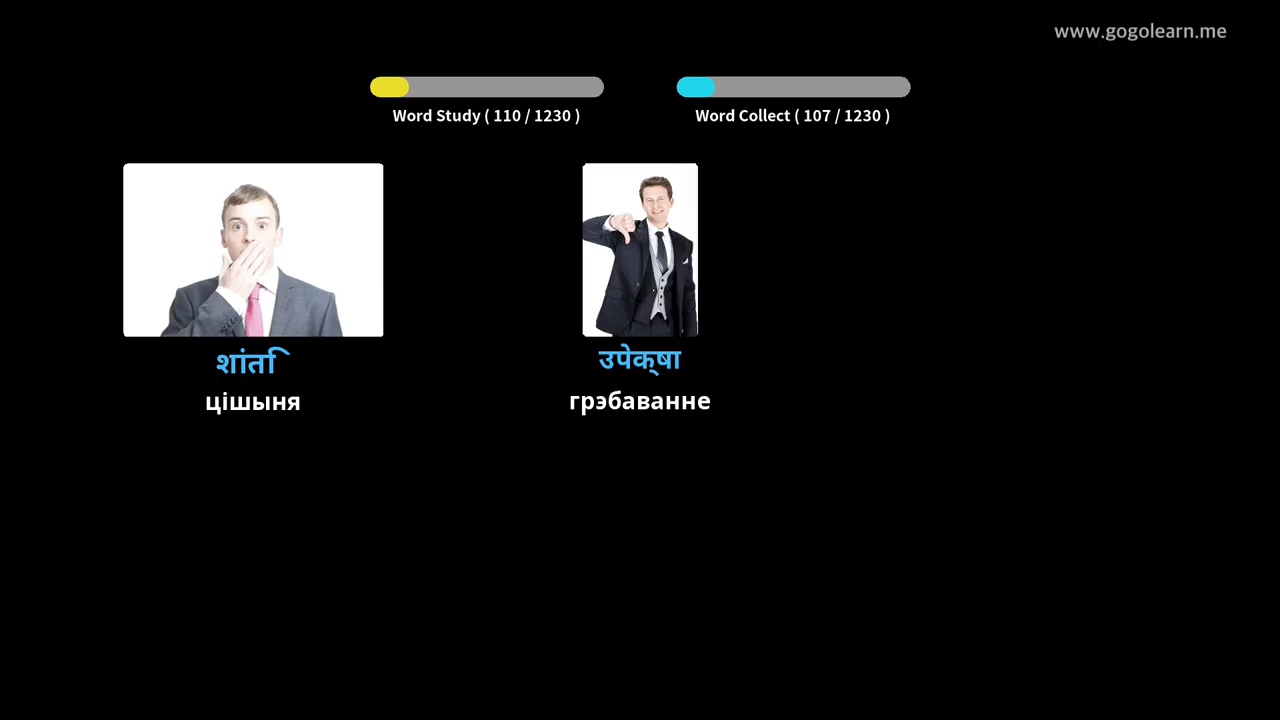 www.gogolearn.me
Word Study ( 110 / 1230 )
Word Collect ( 107 / 1230 )
शांति
उपेक्षा
цішыня
грэбаванне